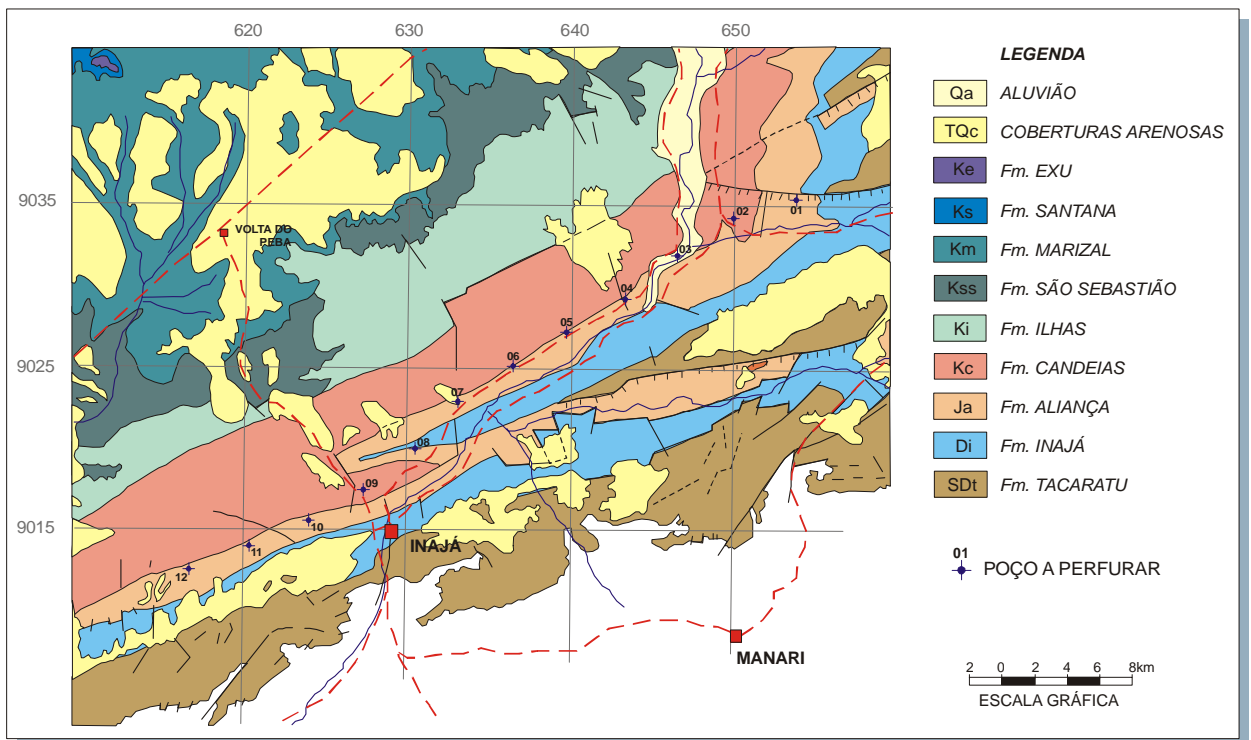 620 630 640 650
9035
9025
9015
VOLTA DO
PEBA
01
02
03
04
05
06
07
08
09
10
11
12
INAJÁ
MANARI
LEGENDA
Qa ALUVIÃO
TQc COBERTURAS ARENOSAS
Ke Fm. EXU
Ks Fm. SANTANA
Km Fm. MARIZAL
Kss Fm. SÃO SEBASTIÃO
Ki Fm. ILHAS
Kc Fm. CANDEIAS
Ja Fm. ALIANÇA
Di Fm. INAJÁ
SDt Fm. TACARATU
01
POÇO A PERFURAR
2 0 2 4 6 8km
ESCALA GRÁFICA